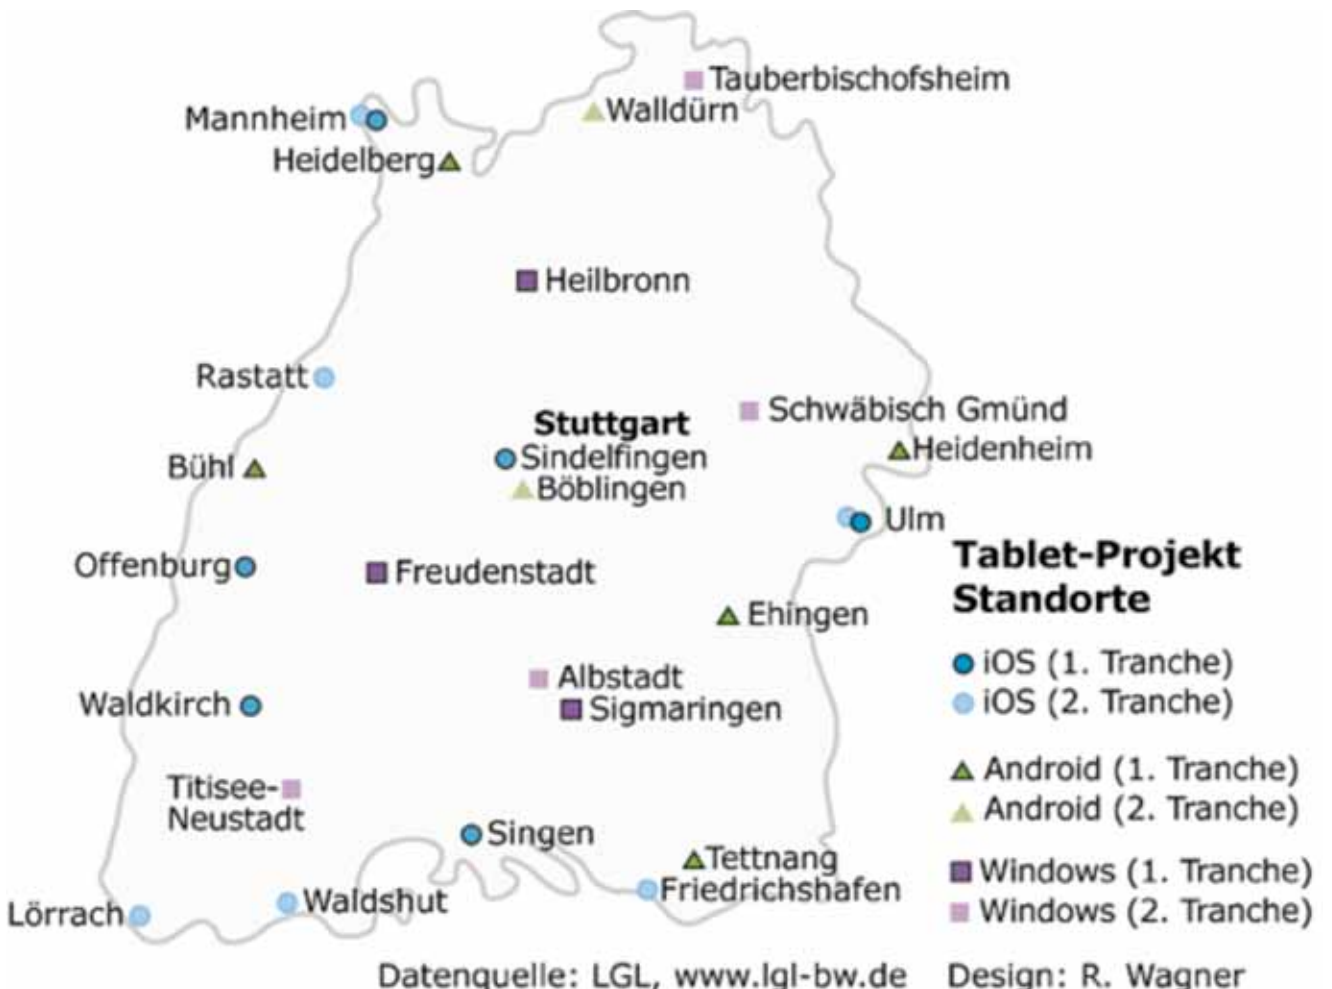 Tauberbischofsheim
Walldürn
Mannheim
Heidelberg
Heilbronn
Rastatt
Schwäbisch Gmünd
Stuttgart
Heidenheim
Sindelfingen
Bühl
Böblingen
Ulm
Offenburg
Freudenstadt
Ehingen
Albstadt
Waldkirch
Sigmaringen
Titisee-
Neustadt
Singen
Tettnang
Friedrichshafen
Waldshut
Lörrach
Tablet-Projekt
Standorte
iOS (1. Tranche)
iOS (2. Tranche)
Android (1. Tranche)
Android (2. Tranche)
Windows (1. Tranche)
Windows (2. Tranche)
Datenquelle: LGL, www.lgl-bw.de Design: R. Wagner